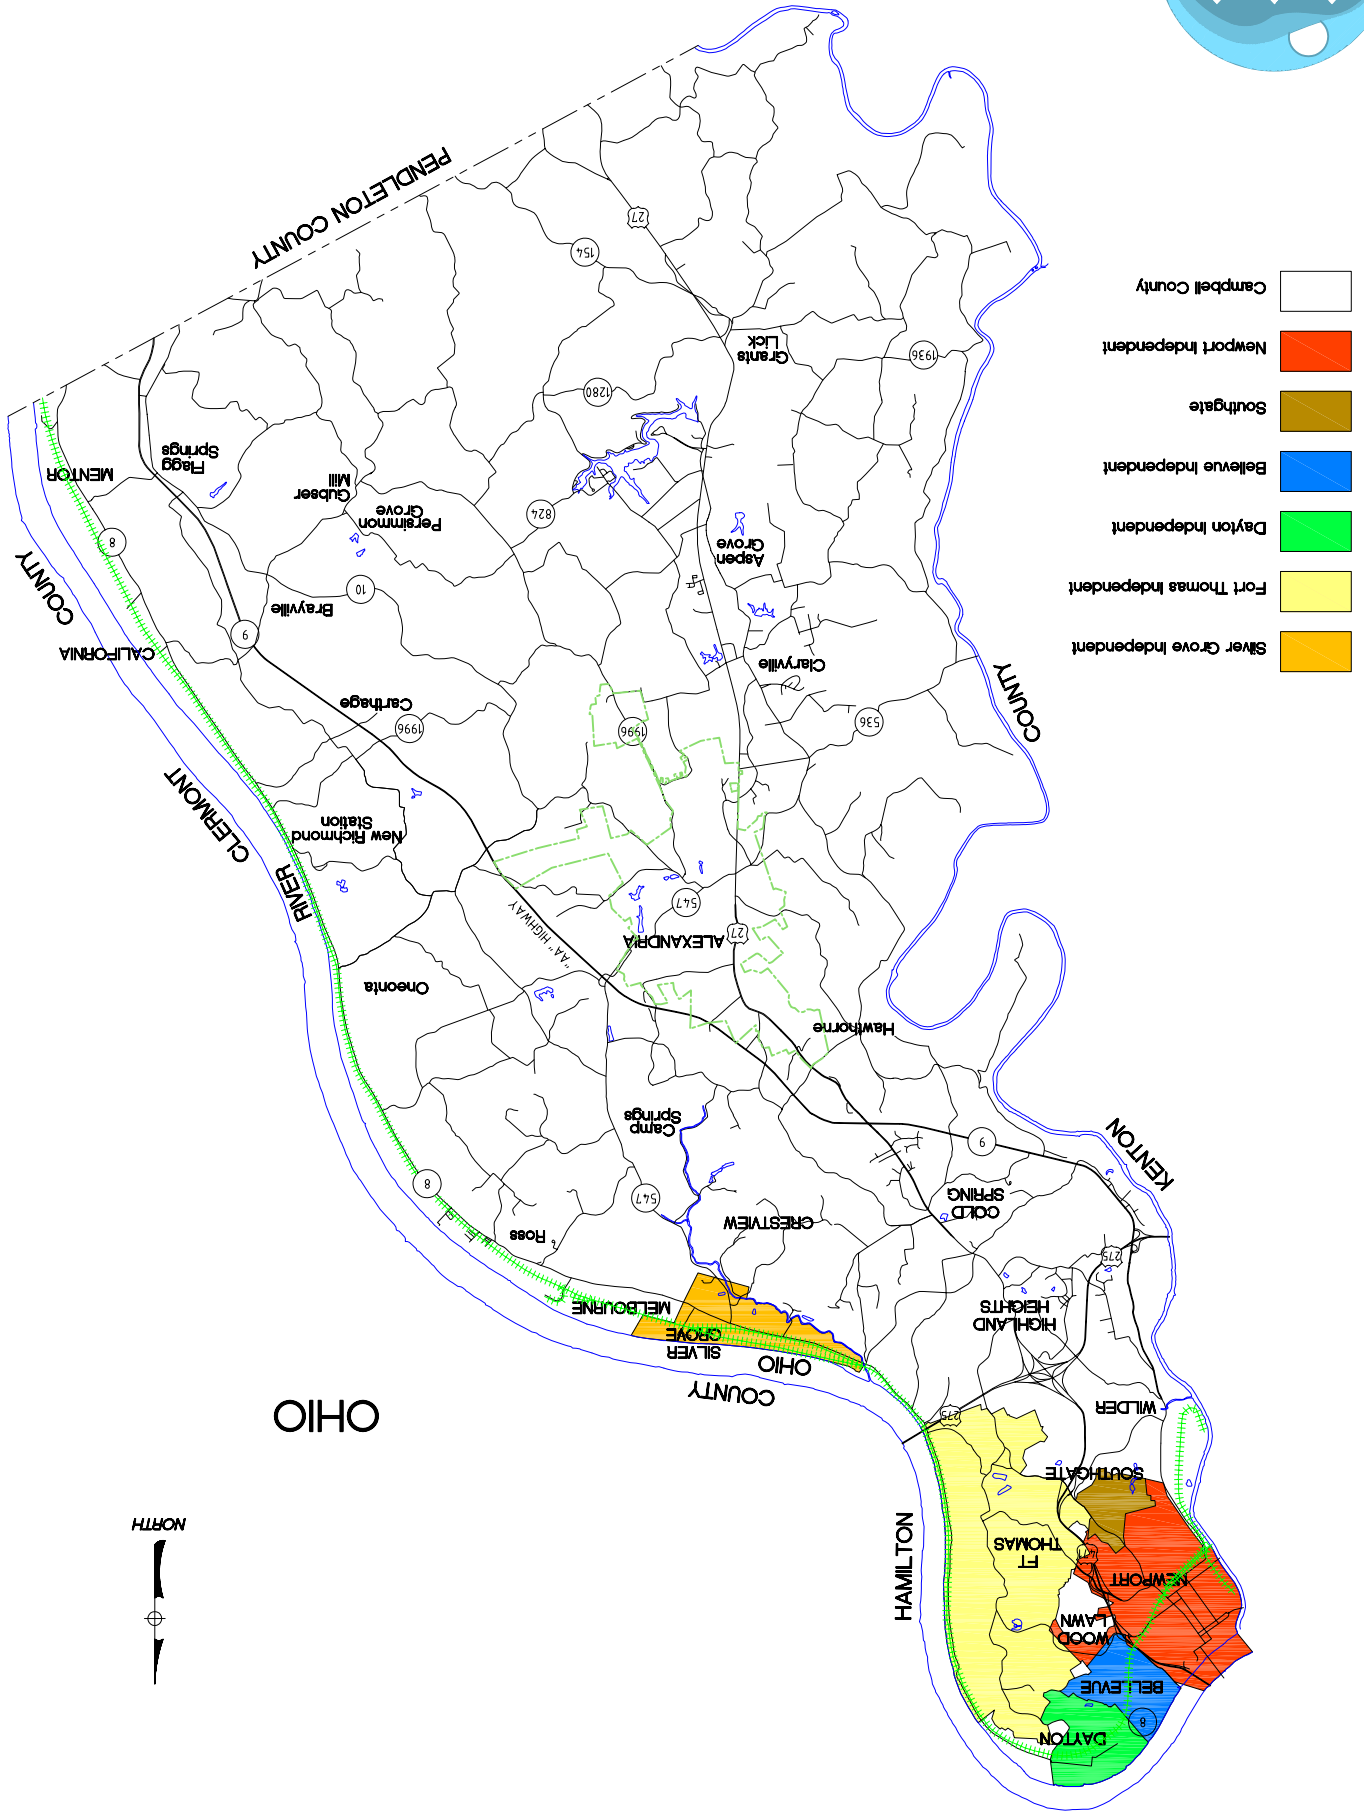 DAYTON
8
BELLEVUE
WOOD
LAWN
NEWPORT
FT
THOMAS
HAMILTON
NORTH
SOUTHGATE
OHIO
WILDER
275
COUNTY
OHIO
SILVER
GROVE
HIGHLAND
HEIGHTS
MELBOURNE
275
Ross
CRESTVIEW
COLD
SPRING
547
8
KENTON
9
Camp
Springs
Hawthorne
Oneonta
"AA" HIGHWAY
ALEXANDRIA
27
547
RIVER
New Richmond
Station
CLERMONT
1996
1996
536
Carthage
COUNTY
Claryville
CALIFORNIA
9
Brayville
10
COUNTY
Aspen
Grove
8
824
Persimmon
Grove
Gubser
Mill
Flagg
Springs
MENTOR
1280
Grants
Lick
1936
154
27
PENDLETON COUNTY
Silver Grove Independent
Fort Thomas Independent
Dayton Independent
Bellevue Independent
Southgate
Newport Independent
Campbell County